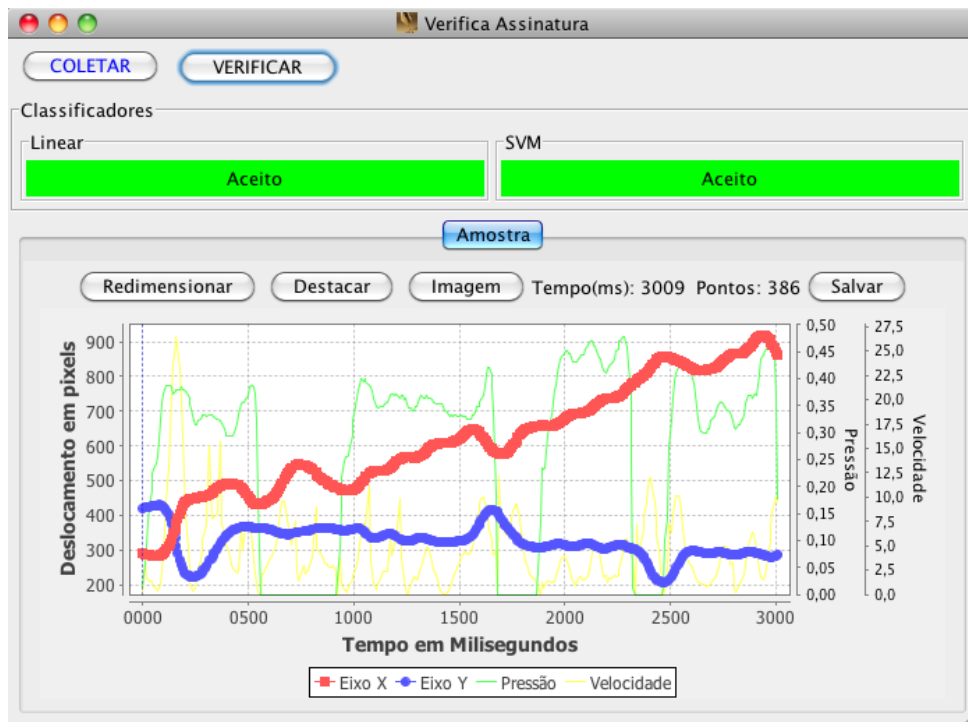 Verifica Assinatura
COLETAR VERIFICAR
Classificadores
Linear SVM
Aceito Aceito
Amostra
Redimensionar Destacar Imagem Tempo(ms): 3009 Pontos: 386 Salvar
Deslocamento em pixels
900
800
700
600
500
400
300
200
0,50
0,45
0,40
0,35
0,30
0,25
0,20
0,15
0,10
0,05
0,00
Pressão
27,5
25,0
22,5
20,0
17,5
15,0
12,5
10,0
7,5
5,0
2,5
0,0
Velocidade
0000 0500 1000 1500 2000 2500 3000
Tempo em Milisegundos
Eixo X Eixo Y Pressão Velocidade